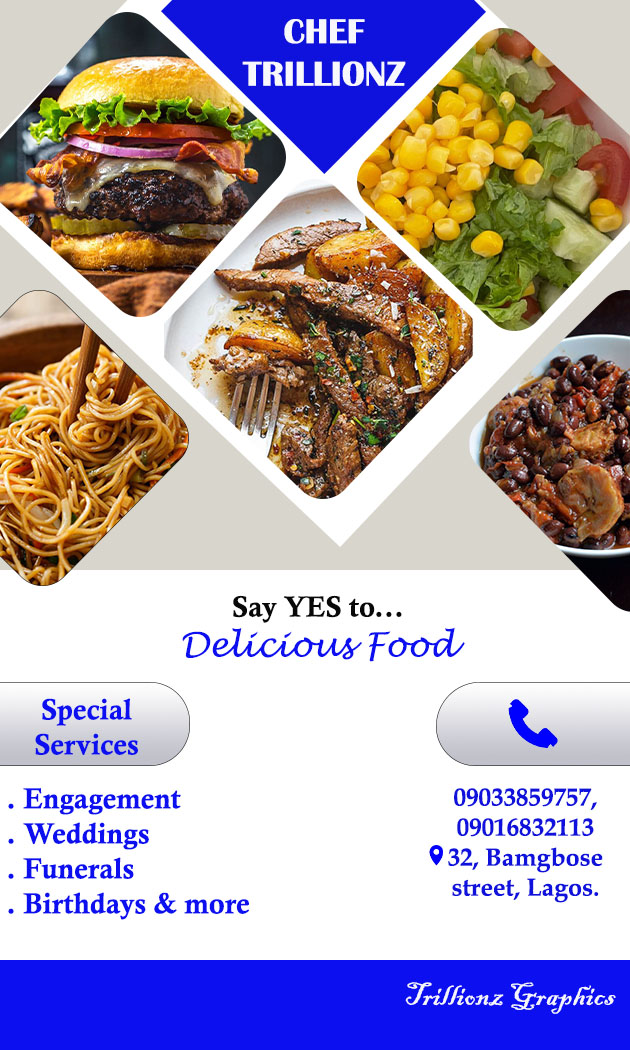 CHEF
TRILLIONZ
Say YES to...
Delicious Food
Special
Services
. Engagement
. Weddings
. Funerals
. Birthdays & more
09033859757,
09016832113
32, Bamgbose
street, Lagos.
Trillionz Graphics